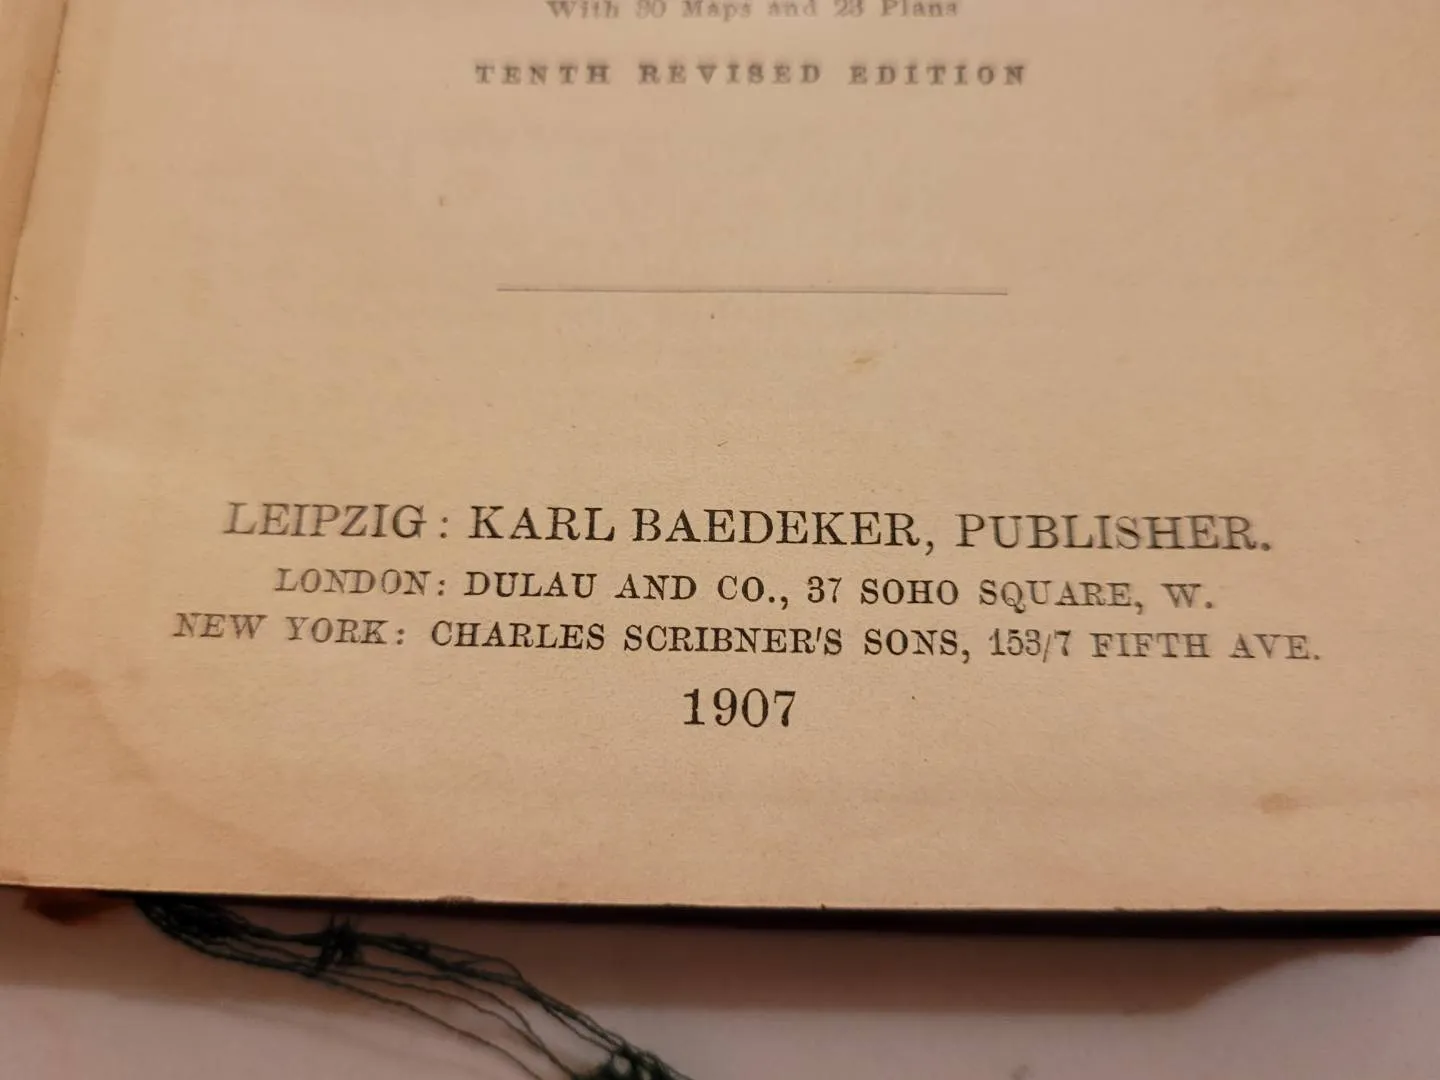 With 30 Maps and 23 Plans
TENTH REVISED EDITION
LEIPZIG: KARL BAEDEKER, PUBLISHER.
LONDON: DULAU AND CO., 37 SOHO SQUARE, W.
NEW YORK: CHARLES SCRIBNER'S SONS, 153/7 FIFTH AVE.
1907